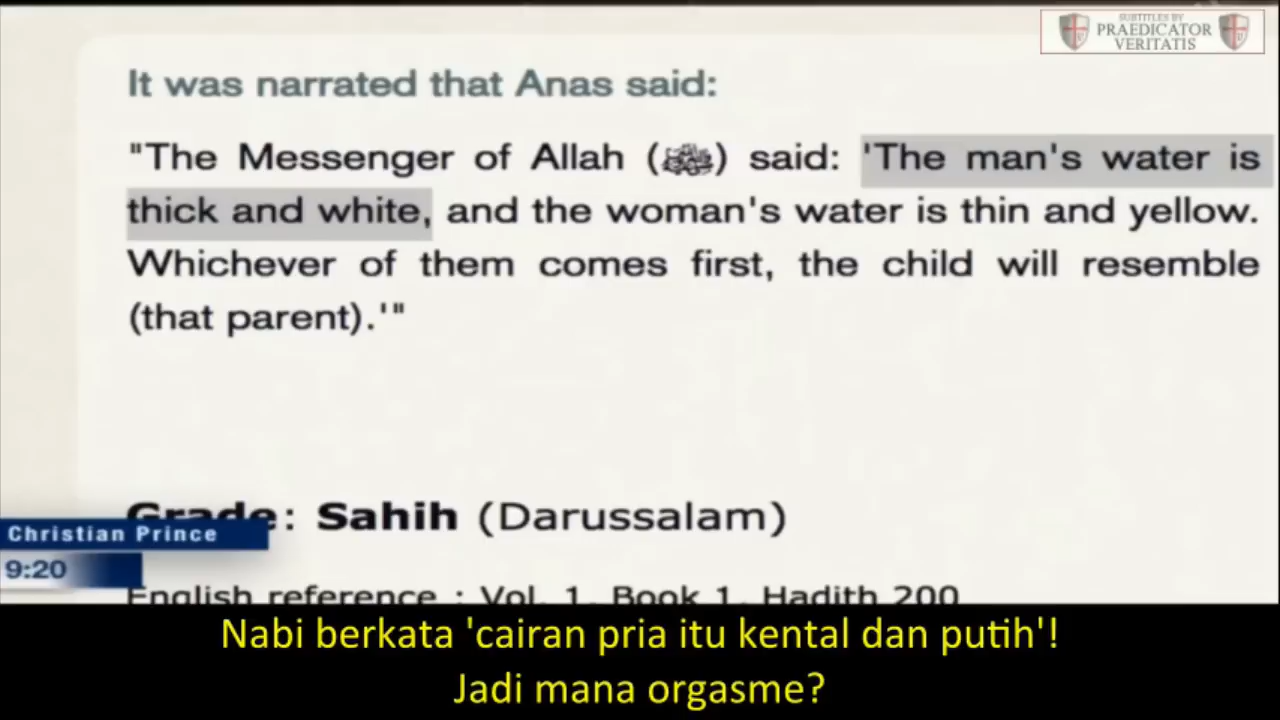 SUBTITLES BY
PRAEDICATOR
VERITATIS
It was narrated that Anas said:
"The Messenger of Allah (ﷺ) said: 'The man's water is
thick and white, and the woman's water is thin and yellow.
Whichever of them comes first, the child will resemble
(that parent).'"
Grade: Sahih (Darussalam)
Christian Prince
9:20
English reference : Vol. 1, Book 1, Hadith 200
Nabi berkata 'cairan pria itu kental dan putih'!
Jadi mana orgasme?